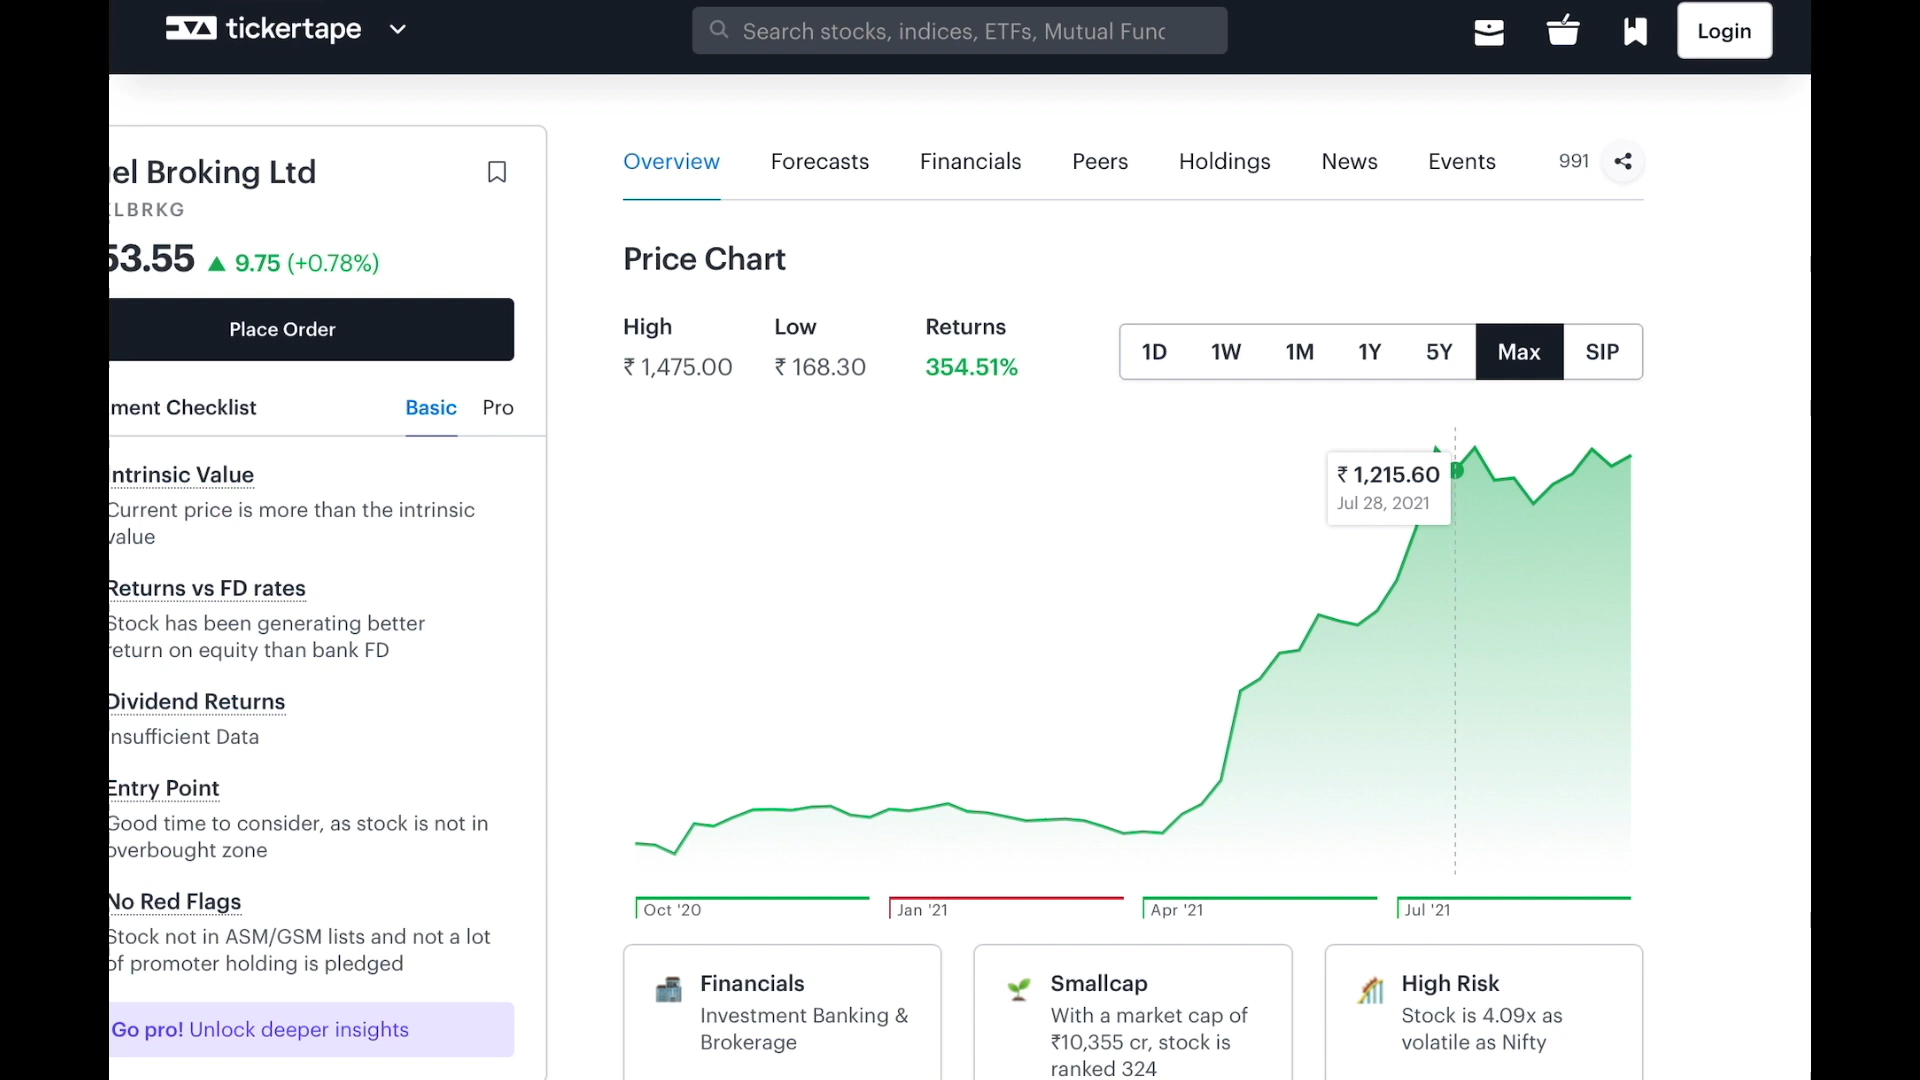 tickertape
Search stocks, indices, ETFs, Mutual Func
Login
el Broking Ltd
LBRKG
53.55 ▲ 9.75 (+0.78%)
Place Order
ment Checklist
Basic Pro
Intrinsic Value
Current price is more than the intrinsic
value
Returns vs FD rates
Stock has been generating better
return on equity than bank FD
Dividend Returns
Insufficient Data
Entry Point
Good time to consider, as stock is not in
overbought zone
No Red Flags
Stock not in ASM/GSM lists and not a lot
of promoter holding is pledged
Go pro! Unlock deeper insights
Overview Forecasts Financials Peers Holdings News Events 991
Price Chart
High Low Returns
₹ 1,475.00 ₹ 168.30 354.51%
1D 1W 1M 1Y 5Y Max SIP
₹ 1,215.60
Jul 28, 2021
Oct '20 Jan '21 Apr '21 Jul '21
Financials
Investment Banking &
Brokerage
Smallcap
With a market cap of
₹10,355 cr, stock is
ranked 324
High Risk
Stock is 4.09x as
volatile as Nifty